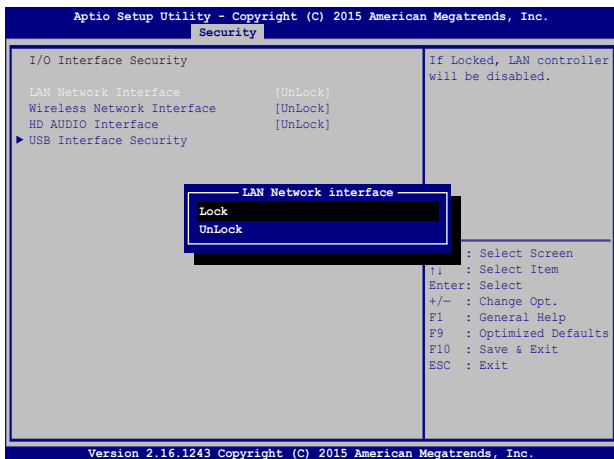 Aptio Setup Utility - Copyright (C) 2015 American Megatrends, Inc.
Security
I/O Interface Security
LAN Network Interface [UnLock]
Wireless Network Interface [UnLock]
HD AUDIO Interface [UnLock]
USB Interface Security
If Locked, LAN controller
will be disabled.
LAN Network interface
Lock
UnLock
: Select Screen
↑↓ : Select Item
Enter: Select
+/— : Change Opt.
F1 : General Help
F9 : Optimized Defaults
F10 : Save & Exit
ESC : Exit
Version 2.16.1243 Copyright (C) 2015 American Megatrends, Inc.